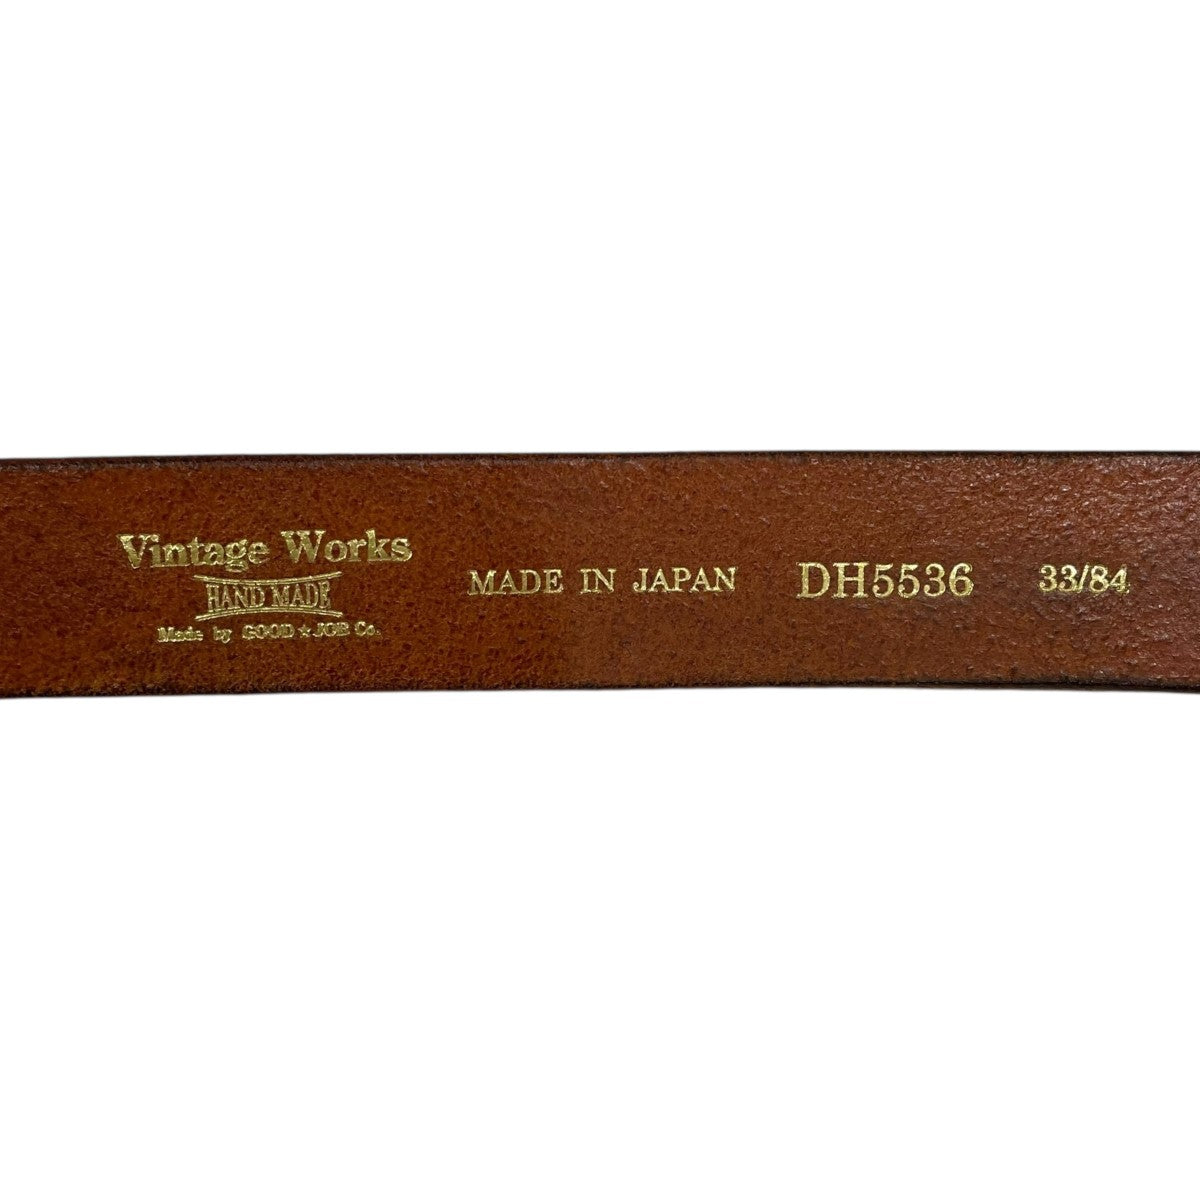 Vintage Works
HAND MADE
Made by GOOD★JOB Co.
MADE IN JAPAN DH5536 33/84